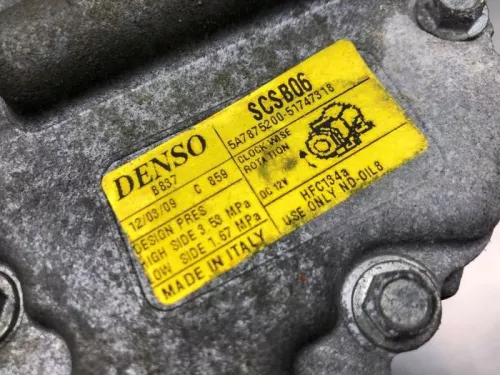 DENSO
B837
12/03/09 C 859
DESIGN PRES
HIGH SIDE 3.53 MPa
LOW SIDE 1.67 MPa
MADE IN ITALY
SCSB06
5A7875200-51747318
CLOCK WISE
ROTATION
DC 12V
HFC134a
USE ONLY ND-OIL8